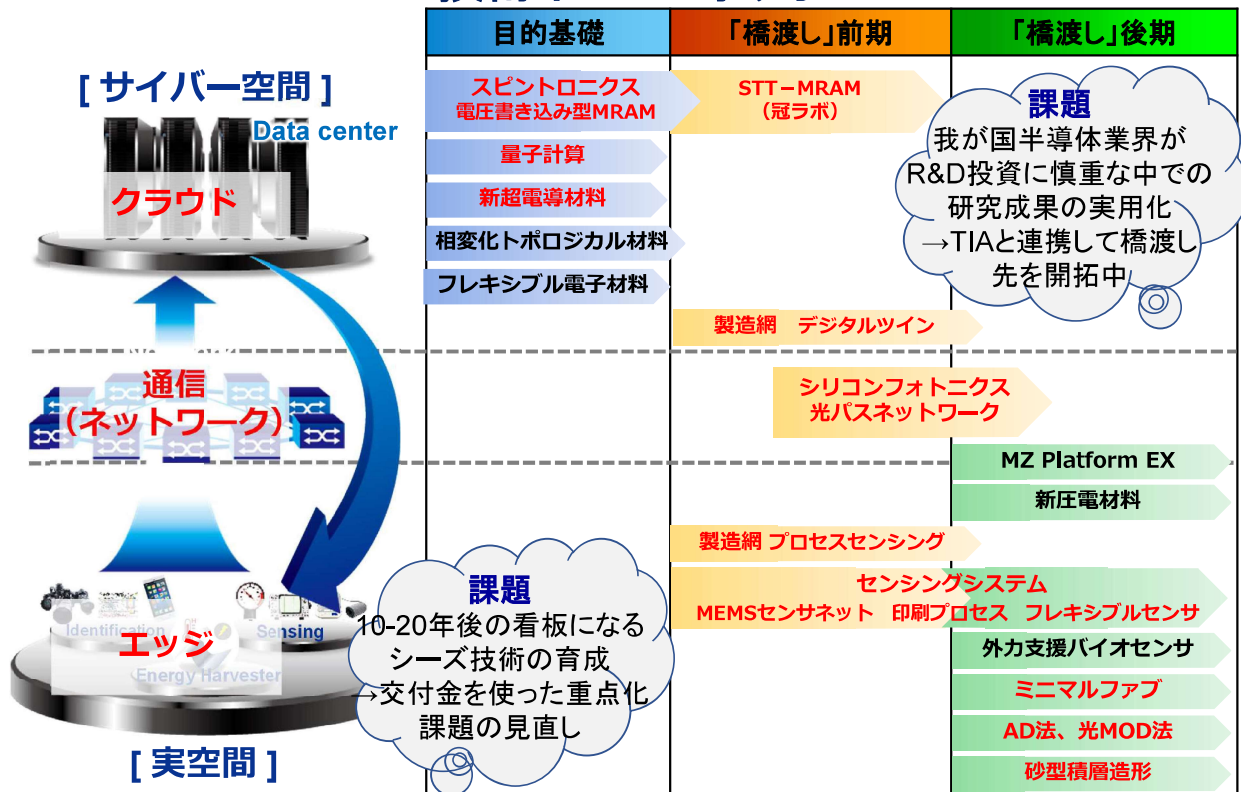 目的基礎
「橋渡し」前期
「橋渡し」後期
[ サイバー空間 ]
Data center
クラウド
通信
（ネットワーク）
Identification
Sensing
エッジ
Energy Harvester
[ 実空間 ]
スピントロニクス
電圧書き込み型MRAM
STT－MRAM
（冠ラボ）
量子計算
新超電導材料
相変化トポロジカル材料
フレキシブル電子材料
課題
我が国半導体業界が
R&D投資に慎重な中での
研究成果の実用化
→TIAと連携して橋渡し
先を開拓中
製造網　デジタルツイン
シリコンフォトニクス
光パスネットワーク
MZ Platform EX
新圧電材料
製造網 プロセスセンシング
センシングシステム
MEMSセンサネット　印刷プロセス　フレキシブルセンサ
課題
10-20年後の看板になる
シーズ技術の育成
→交付金を使った重点化
課題の見直し
外力支援バイオセンサ
ミニマルファブ
AD法、光MOD法
砂型積層造形